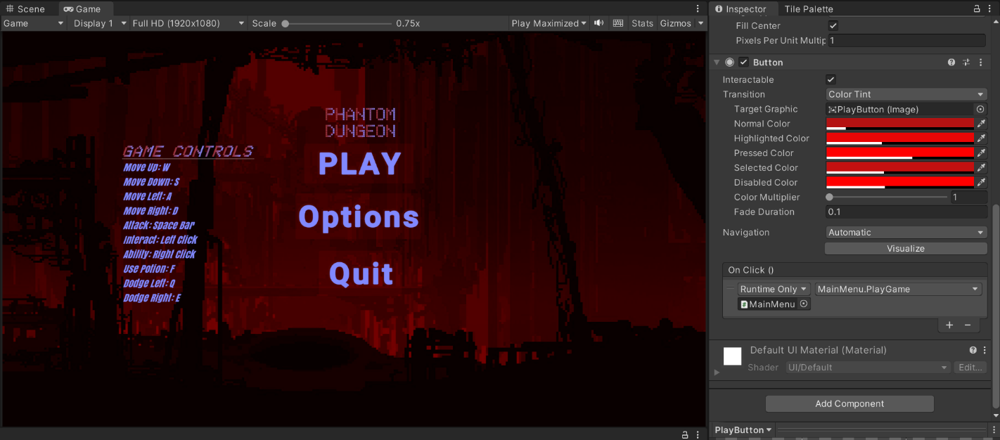 Scene Game
Game Display 1 Full HD (1920x1080) Scale 0.75x Play Maximized Stats Gizmos
PHANTOM
DUNGEON
PLAY
Options
Quit
GAME CONTROLS
Move Up: W
Move Down: S
Move Left: A
Move Right: D
Attack: Space Bar
Interact: Left Click
Ability: Right Click
Use Potion: F
Dodge Left: Q
Dodge Right: E
Inspector Tile Palette
Fill Center
Pixels Per Unit Multip 1
Button
Interactable
Transition Color Tint
Target Graphic PlayButton (Image)
Normal Color
Highlighted Color
Pressed Color
Selected Color
Disabled Color
Color Multiplier 1
Fade Duration 0.1
Navigation Automatic
Visualize
On Click ()
Runtime Only MainMenu.PlayGame
MainMenu
Default UI Material (Material)
Shader UI/Default Edit...
Add Component
PlayButton